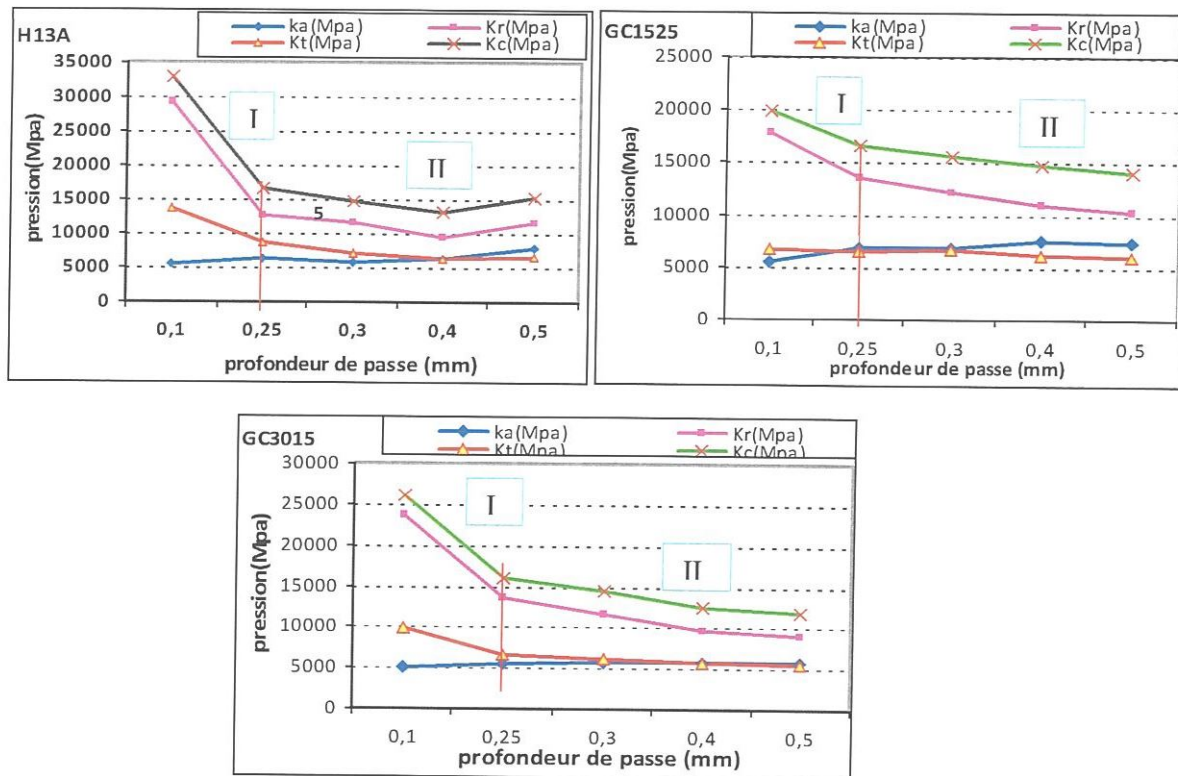 H13A
ka(Mpa) Kr(Mpa)
Kt(Mpa) Kc(Mpa)
35000
30000
25000
20000
15000
10000
5000
0
pression(Mpa)
I
II
5
0,1 0,25 0,3 0,4 0,5
profondeur de passe (mm)
GC1525
ka(Mpa) Kr(Mpa)
Kt(Mpa) Kc(Mpa)
25000
20000
15000
10000
5000
0
pression(Mpa)
I
II
0,1 0,25 0,3 0,4 0,5
profondeur de passe (mm)
GC3015
ka(Mpa) Kr(Mpa)
Kt(Mpa) Kc(Mpa)
30000
25000
20000
15000
10000
5000
0
pression(Mpa)
I
II
0,1 0,25 0,3 0,4 0,5
profondeur de passe (mm)